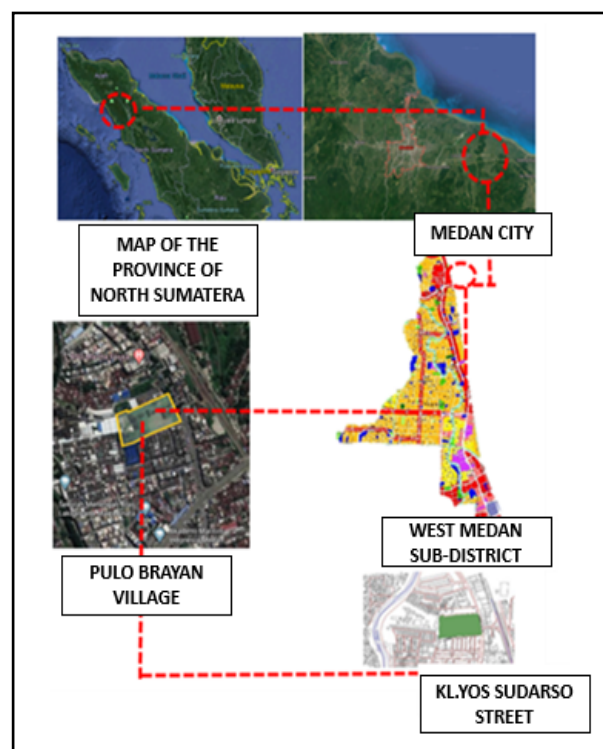 MAP OF THE
PROVINCE OF
NORTH SUMATERA
MEDAN CITY
WEST MEDAN
SUB-DISTRICT
PULO BRAYAN
VILLAGE
KL.YOS SUDARSO
STREET